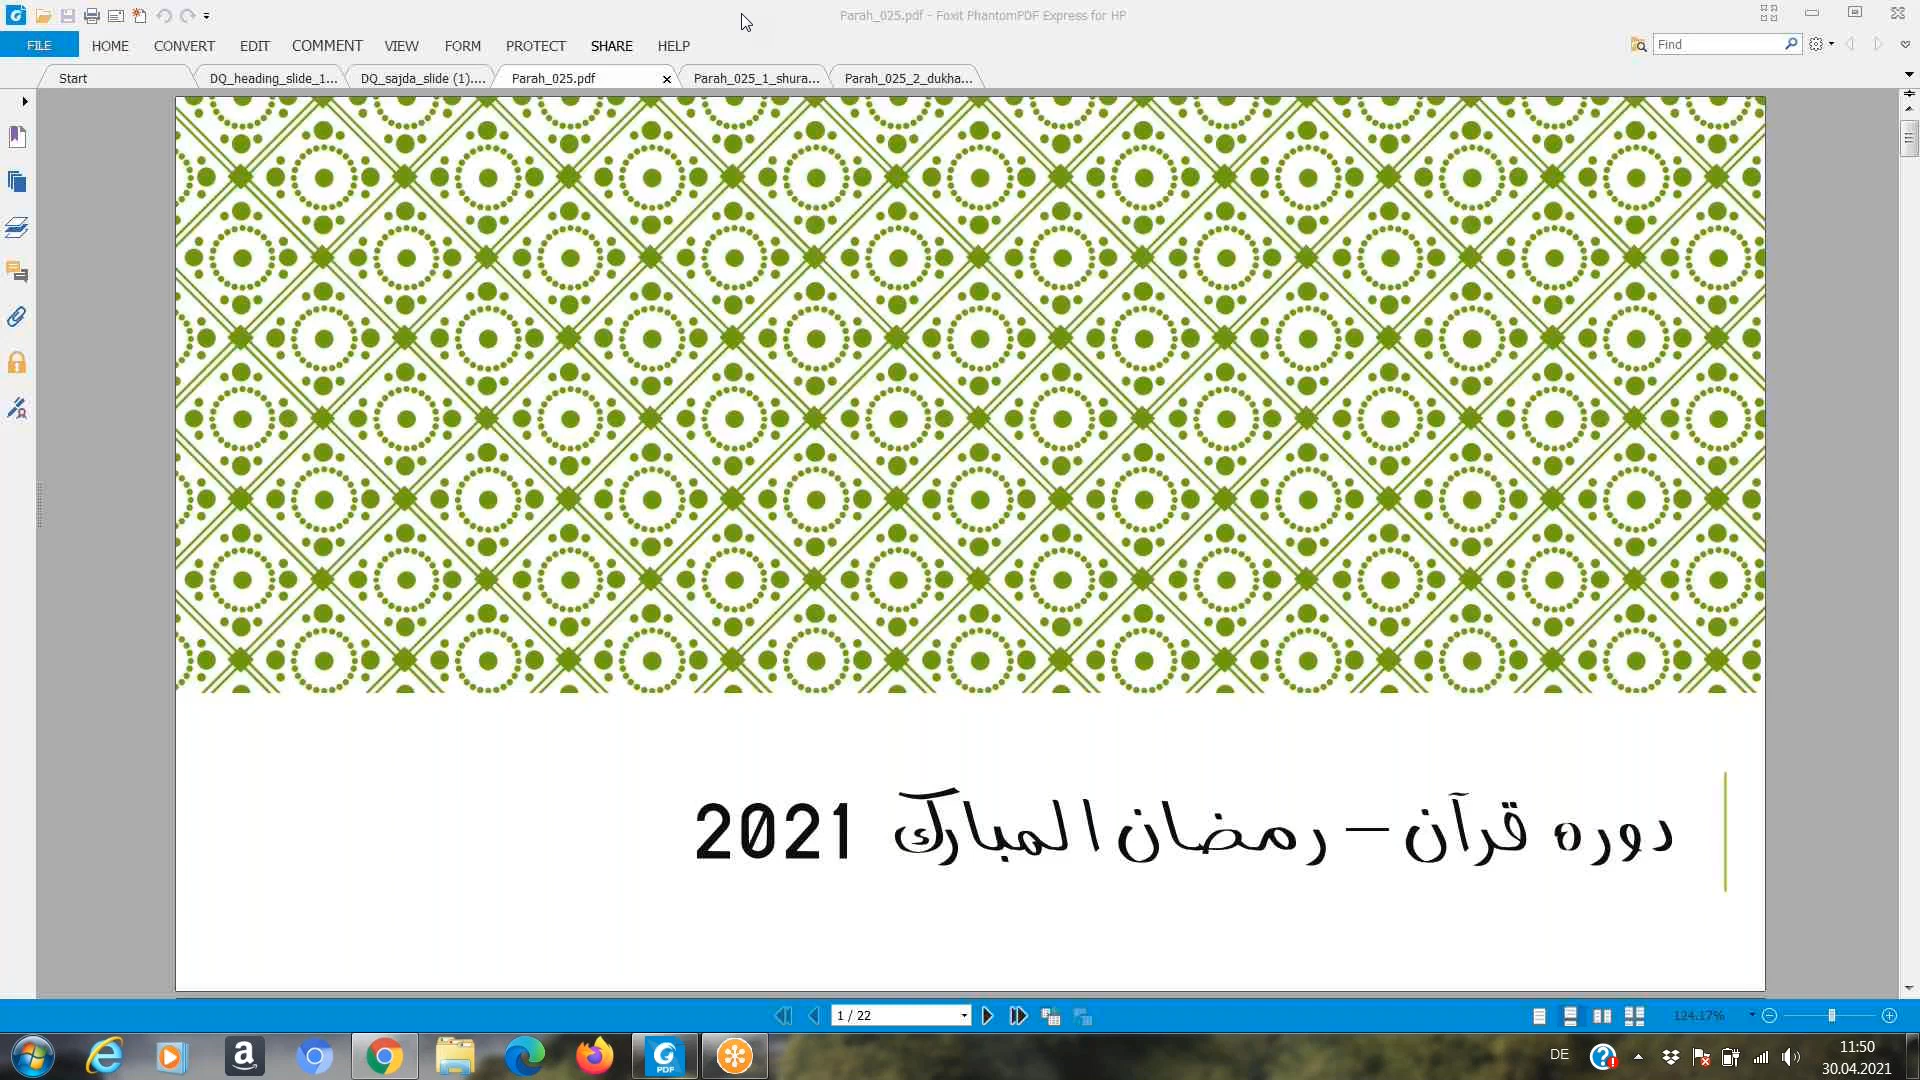 Parah_025.pdf - Foxit PhantomPDF Express for HP
FILE HOME CONVERT EDIT COMMENT VIEW FORM PROTECT SHARE HELP
Find
Start
DQ_heading_slide_1...
DQ_sajda_slide (1)....
Parah_025.pdf
Parah_025_1_shura...
Parah_025_2_dukha...
دوره قرآن – رمضان المبارک 2021
1 / 22
124.17%
PDF
DE
11:50
30.04.2021